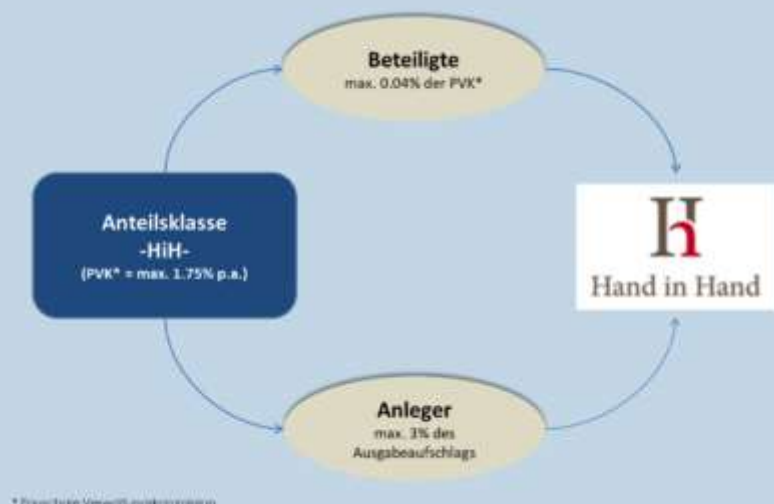 Beteiligte
max. 0.04% der PVK*
Anteilsklasse
-HiH-
(PVK* = max. 1.75% p.a.)
Hand in Hand
Anleger
max. 3% des
Ausgabeaufschlags